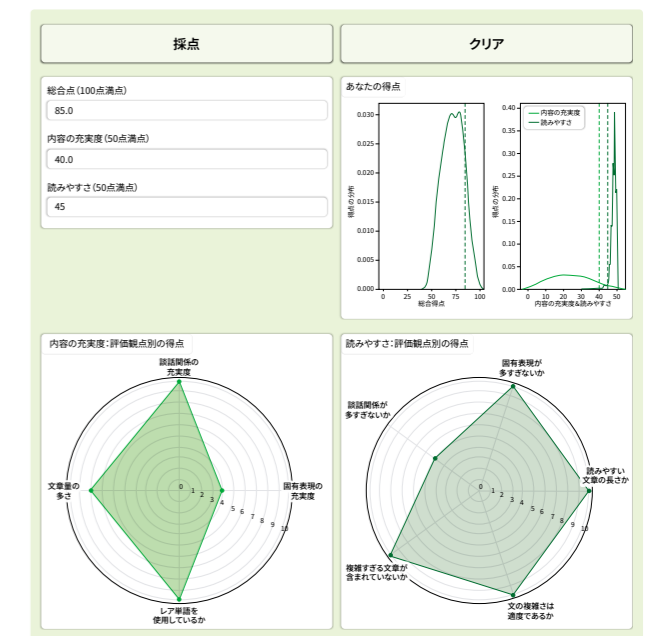 採点
クリア
総合点(100点満点)
85.0
内容の充実度(50点満点)
40.0
読みやすさ(50点満点)
45
あなたの得点
得点の分布
0.030
0.025
0.020
0.015
0.010
0.005
0.000
0 25 50 75 100
総合得点
得点の分布
0.40
0.35
0.30
0.25
0.20
0.15
0.10
0.05
0.00
内容の充実度
読みやすさ
0 10 20 30 40 50
内容の充実度&読みやすさ
内容の充実度:評価観点別の得点
談話関係の
充実度
文章量の
多さ
固有表現の
充実度
0 1 2 3 4 5 6 7 8 9 10
レア単語を
使用しているか
読みやすさ:評価観点別の得点
固有表現が
多すぎないか
談話関係が
多すぎないか
読みやすい
文章の長さか
0 1 2 3 4 5 6 7 8 9 10
複雑すぎる文章が
含まれていないか
文の複雑さは
適度であるか